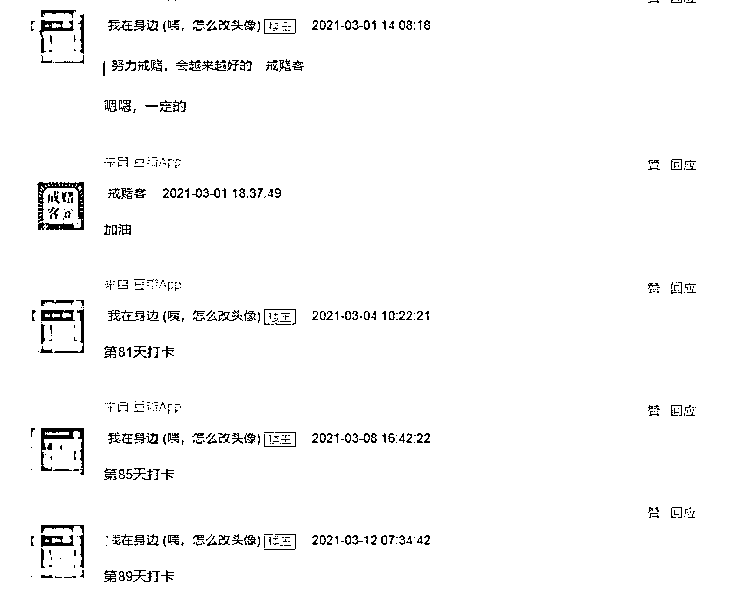 赞 回应
我在身边 (咦，怎么改头像) 楼主 2021-03-01 14:08:18
努力戒赌，会越来越好的 戒赌客
嗯嗯，一定的
来自 豆瓣App
赞 回应
戒赌客 2021-03-01 18:37:49
戒赌
客
加油
来自 豆瓣App
赞 回应
我在身边 (咦，怎么改头像) 楼主 2021-03-04 10:22:21
第81天打卡
来自 豆瓣App
赞 回应
我在身边 (咦，怎么改头像) 楼主 2021-03-08 16:42:22
第85天打卡
赞 回应
我在身边 (咦，怎么改头像) 楼主 2021-03-12 07:34:42
第89天打卡